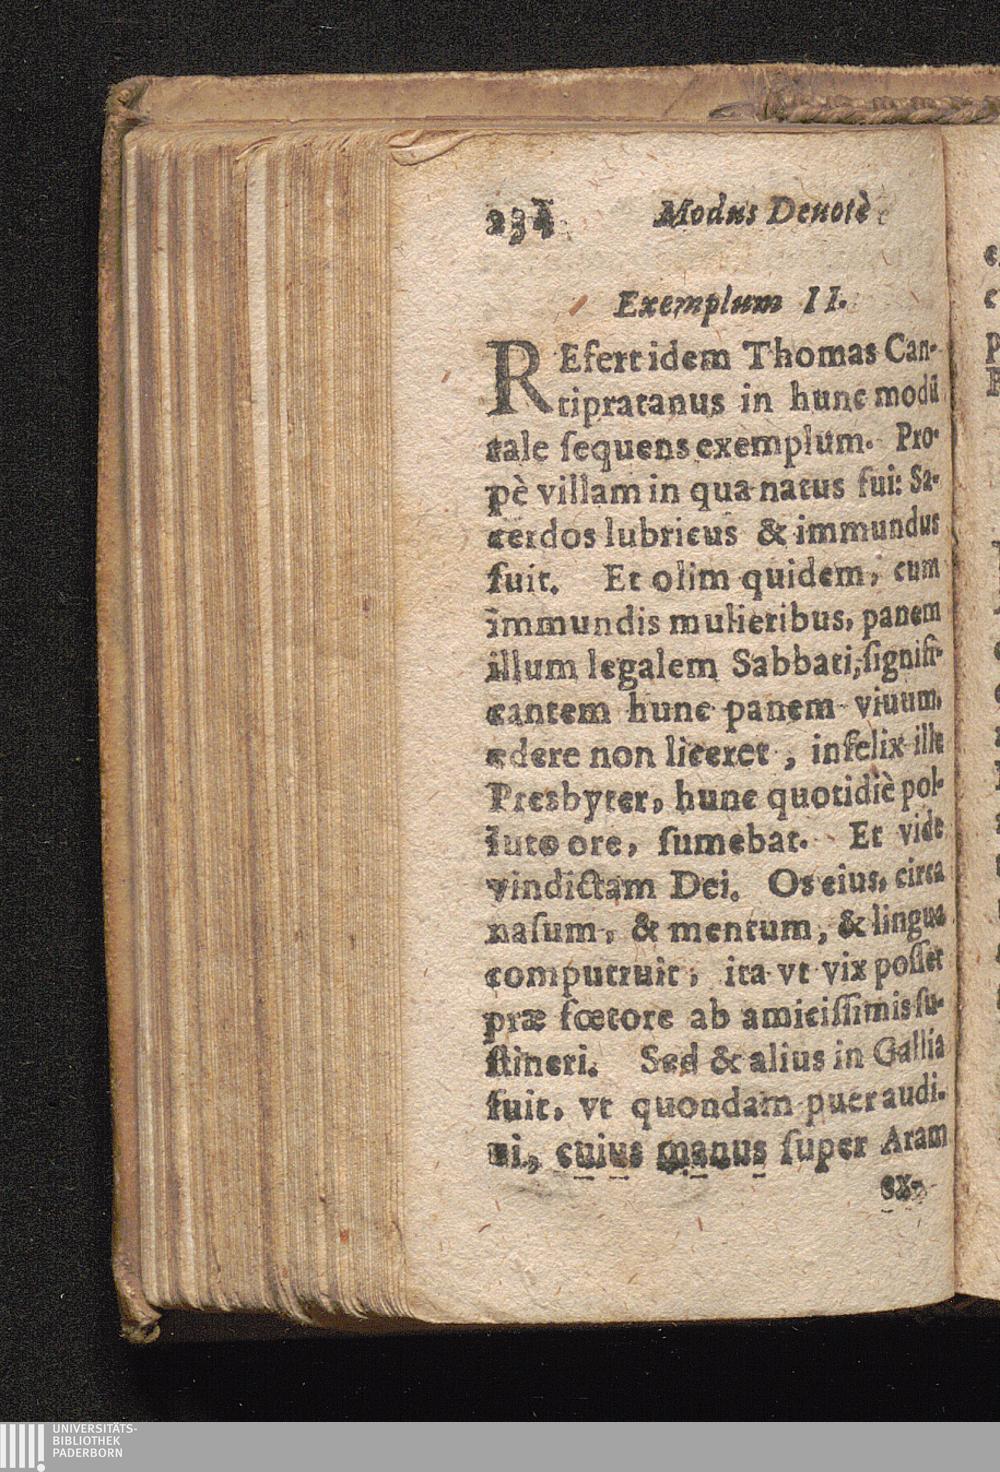 234 Modus Deuotè
Exemplum II.
REfert idem Thomas Can-
tipratanus in hunc modũ
tale ſequens exemplum. Pro-
pè villam in qua natus fui: Sa-
cerdos lubricus & immundus
fuit. Et olim quidem, cum
immundis mulieribus, panem
illum legalem Sabbati, ſignifi-
cantem hunc panem viuum,
edere non liceret, infelix ille
Presbyter, hunc quotidiè pol-
luto ore, ſumebat. Et vide
vindictam Dei. Os eius, circa
naſum, & mentum, & lingua
computruit, ita vt vix poſſet
præ fœtore ab amiciſſimis ſu-
ſtineri. Sed & alius in Gallia
fuit, vt quondam puer audi-
ui, cuius manus ſuper Aram
ex-
UNIVERSITÄTS-
BIBLIOTHEK
PADERBORN